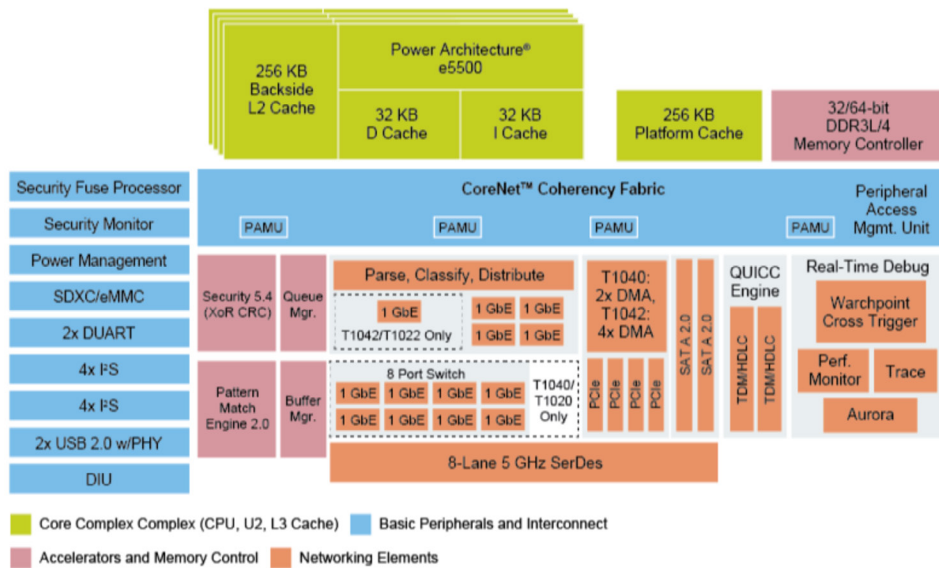 256 KB
Backside
L2 Cache
Power Architecture®
e5500
32 KB
D Cache
32 KB
I Cache
256 KB
Platform Cache
32/64-bit
DDR3L/4
Memory Controller
Security Fuse Processor
Security Monitor
Power Management
SDXC/eMMC
2x DUART
4x I²S
4x I²S
2x USB 2.0 w/PHY
DIU
CoreNet™ Coherency Fabric
Peripheral
Access
Mgmt. Unit
PAMU
PAMU
PAMU
PAMU
Security 5.4
(XoR CRC)
Queue
Mgr.
Parse, Classify, Distribute
1 GbE
T1042/T1022 Only
1 GbE
1 GbE
1 GbE
1 GbE
Pattern
Match
Engine 2.0
Buffer
Mgr.
8 Port Switch
1 GbE
1 GbE
1 GbE
1 GbE
1 GbE
1 GbE
1 GbE
1 GbE
T1040/
T1020
Only
T1040:
2x DMA,
T1042:
4x DMA
PCIe
PCIe
PCIe
PCIe
SAT A 2.0
SAT A 2.0
QUICC
Engine
TDM/HDLC
TDM/HDLC
Real-Time Debug
Warchpoint
Cross Trigger
Perf.
Monitor
Trace
Aurora
8-Lane 5 GHz SerDes
Core Complex Complex (CPU, U2, L3 Cache)
Basic Peripherals and Interconnect
Accelerators and Memory Control
Networking Elements